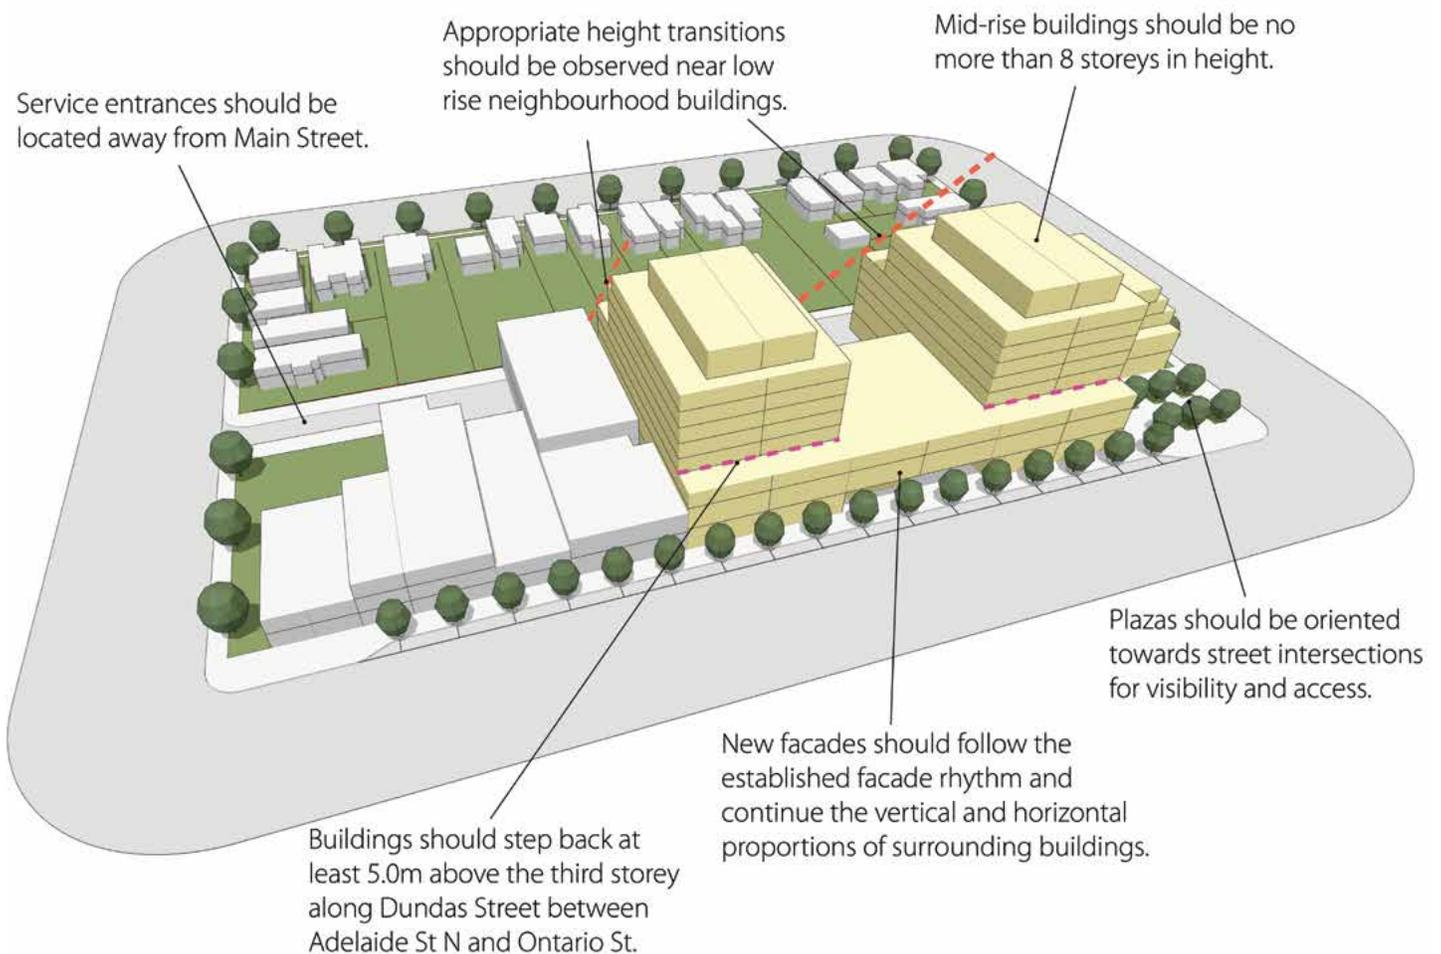 Appropriate height transitions
should be observed near low
rise neighbourhood buildings.
Mid-rise buildings should be no
more than 8 storeys in height.
Service entrances should be
located away from Main Street.
Plazas should be oriented
towards street intersections
for visibility and access.
New facades should follow the
established facade rhythm and
continue the vertical and horizontal
proportions of surrounding buildings.
Buildings should step back at
least 5.0m above the third storey
along Dundas Street between
Adelaide St N and Ontario St.